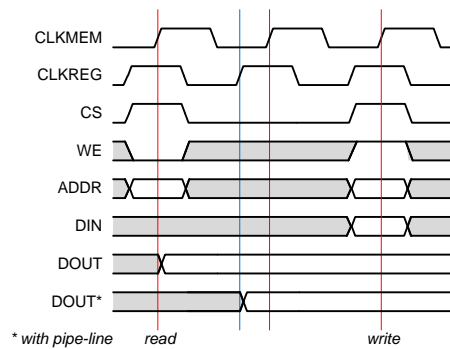 CLKMEM
CLKREG
CS
WE
ADDR
DIN
DOUT
DOUT*
* with pipe-line read write